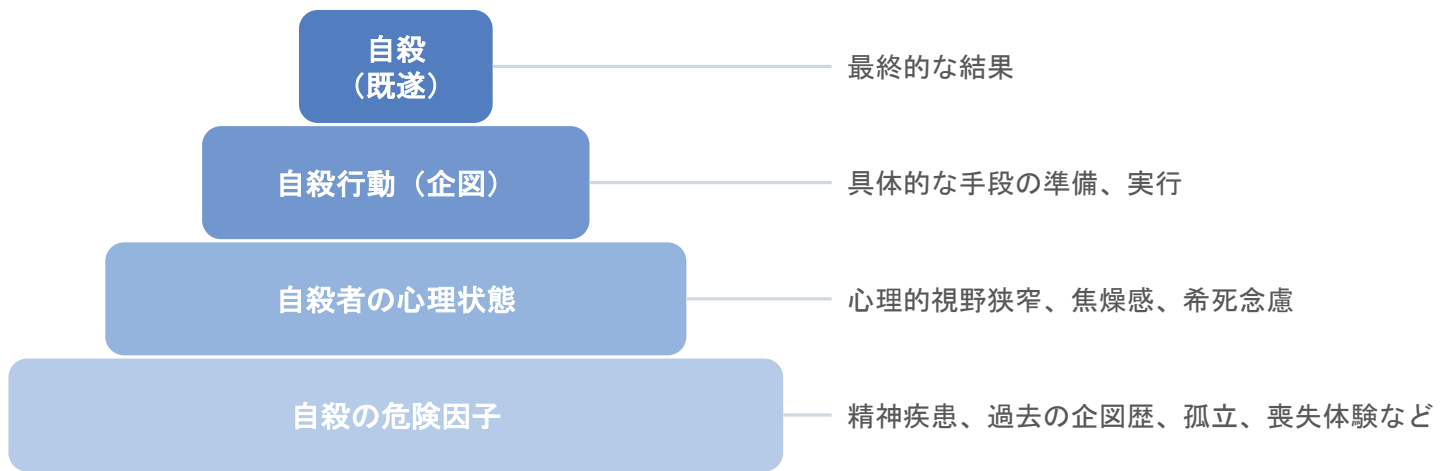 自殺
（既遂）
最終的な結果
自殺行動（企図）
具体的な手段の準備、実行
自殺者の心理状態
心理的視野狭窄、焦燥感、希死念慮
自殺の危険因子
精神疾患、過去の企図歴、孤立、喪失体験など